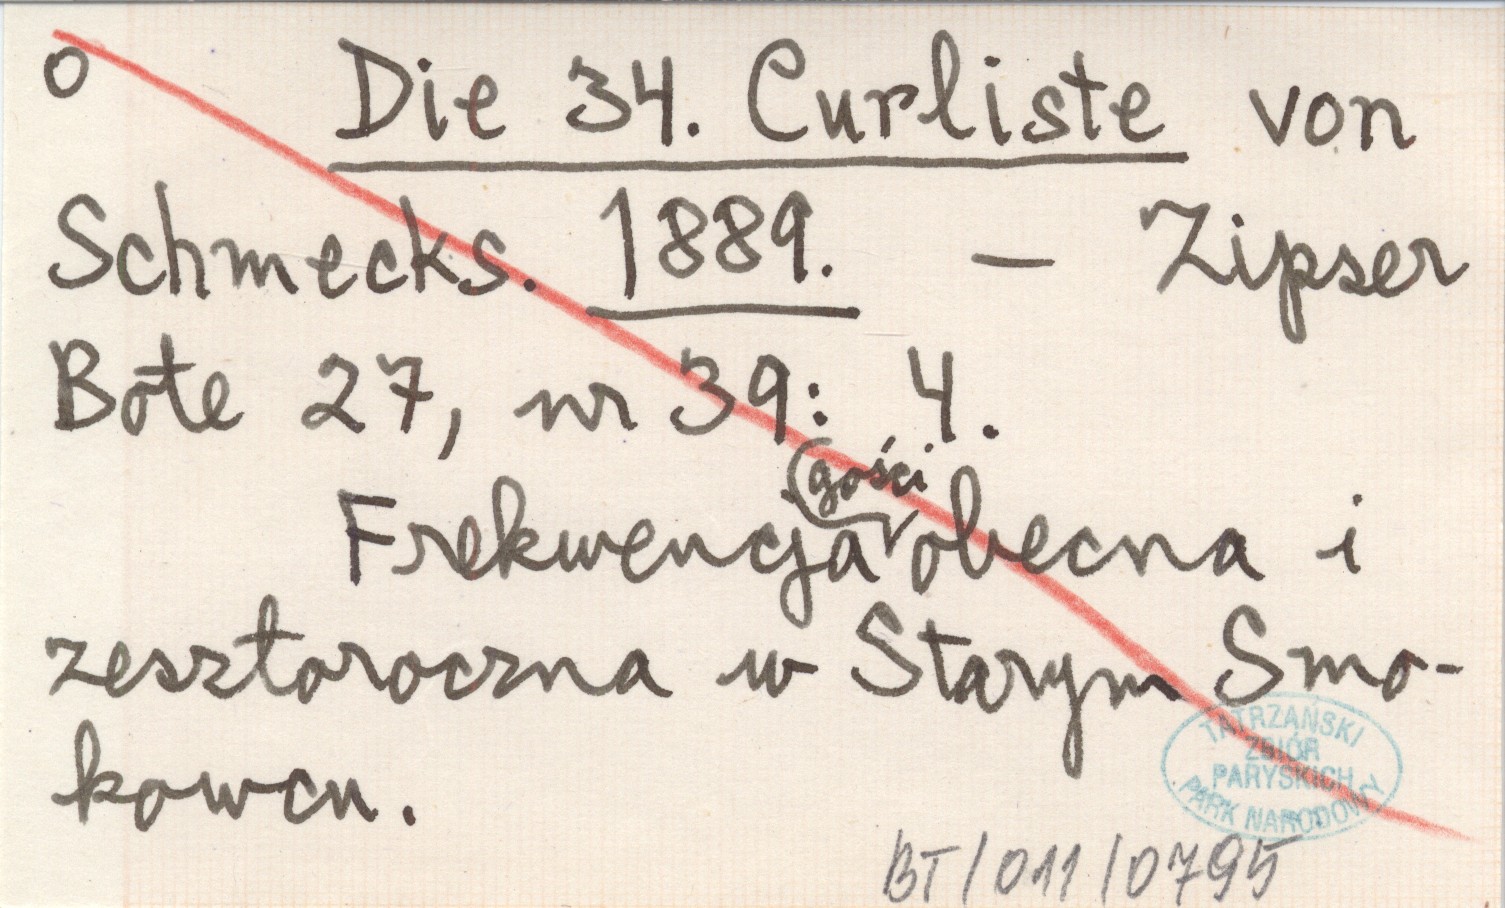 o Die 34. Curliste von
Schmecks. 1889. — Zipser
Bote 27, nr 39: 4.
gości
Frekwencja obecna i
zeszłoroczna w Starym Smo-
kowcu.
TATRZAŃSKI
ZBIÓR
PARYSKICH
PARK NARODOWY
BT/011/0795